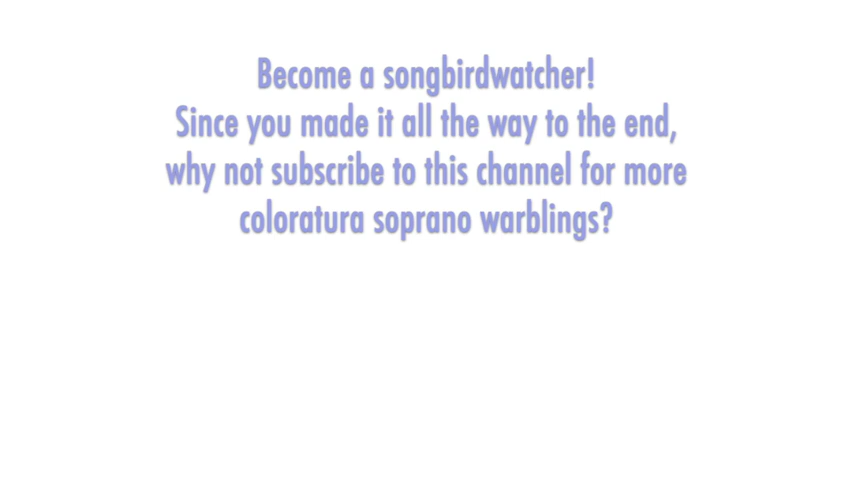 Become a songbirdwatcher!
Since you made it all the way to the end,
why not subscribe to this channel for more
coloratura soprano warblings?